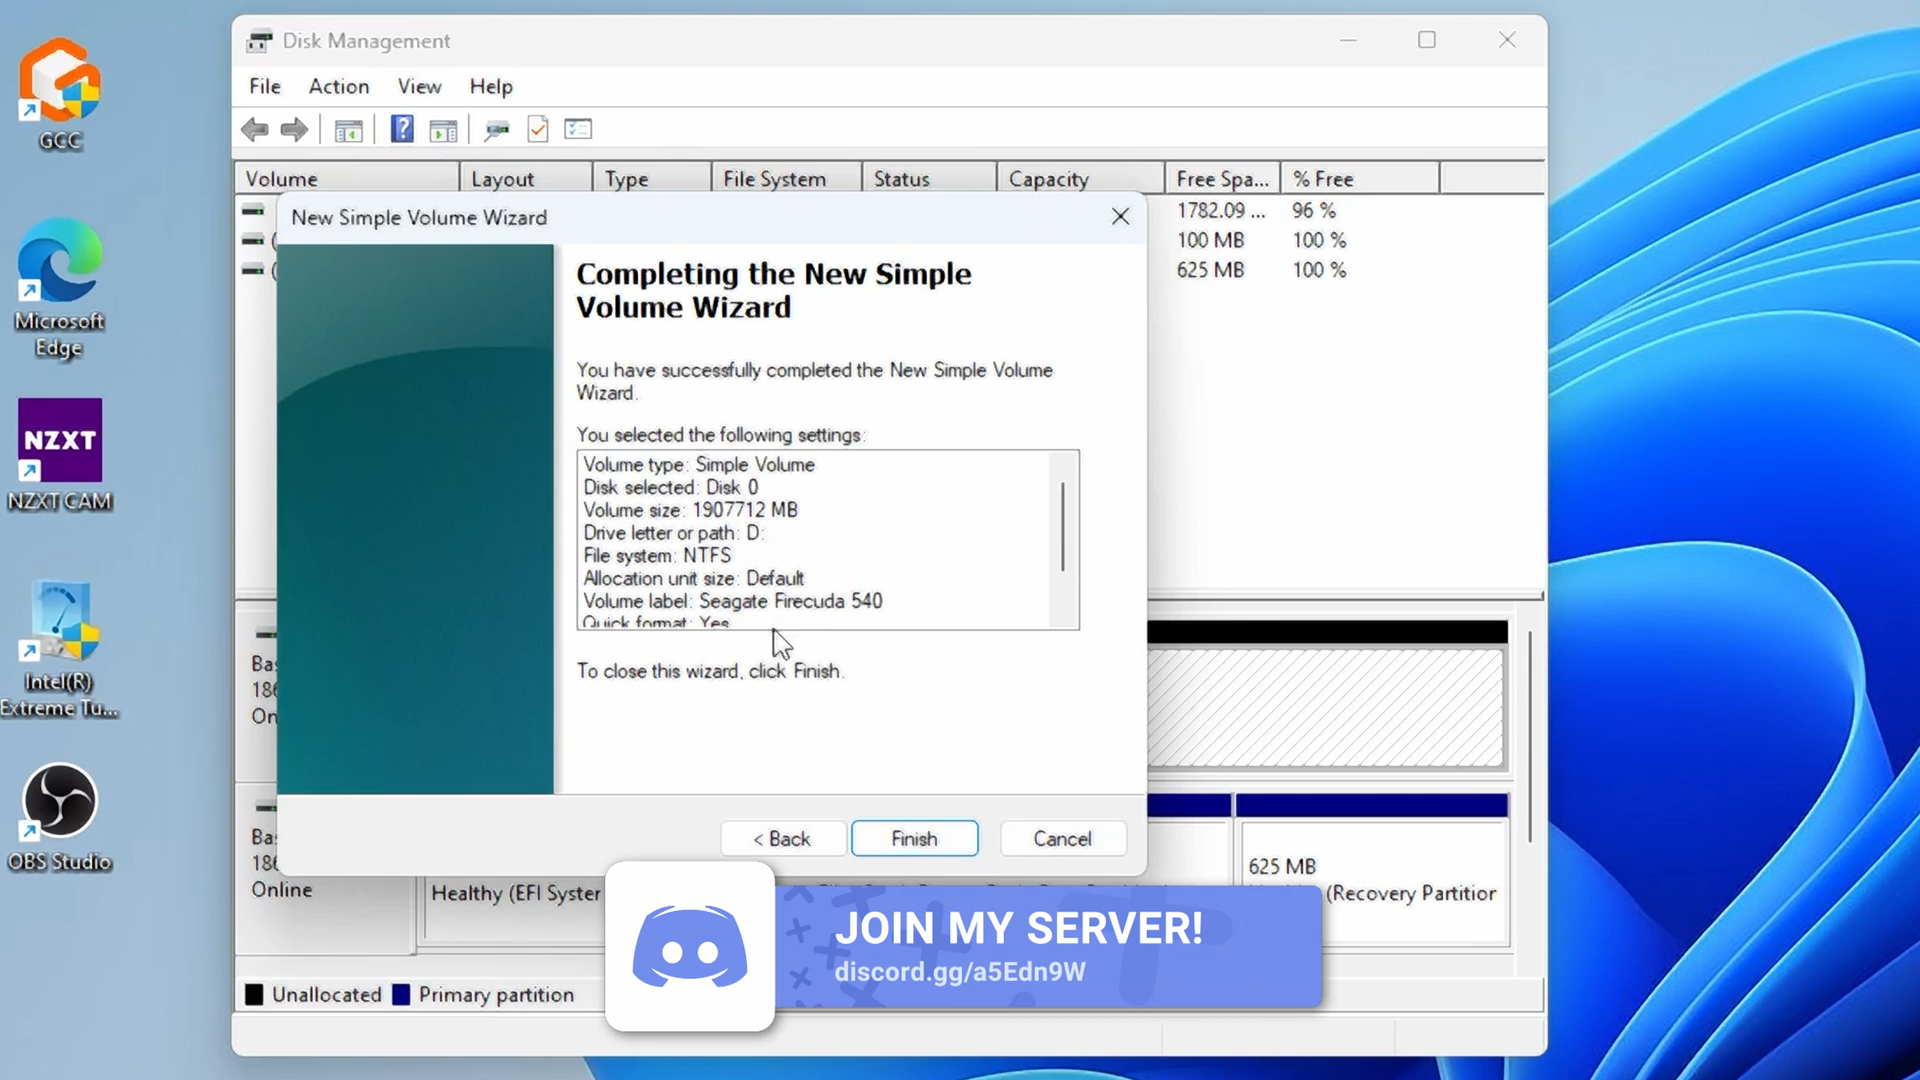 Disk Management
File Action View Help
Volume Layout Type File System Status Capacity Free Spa... % Free
1782.09 ... 96 %
100 MB 100 %
625 MB 100 %
New Simple Volume Wizard
Completing the New Simple
Volume Wizard
You have successfully completed the New Simple Volume
Wizard.
You selected the following settings:
Volume type: Simple Volume
Disk selected: Disk 0
Volume size: 1907712 MB
Drive letter or path: D:
File system: NTFS
Allocation unit size: Default
Volume label: Seagate Firecuda 540
Quick format: Yes
To close this wizard, click Finish.
< Back Finish Cancel
Bas
186
On
Bas
186
Online
Healthy (EFI Syster
625 MB
(Recovery Partition
Unallocated Primary partition
JOIN MY SERVER!
discord.gg/a5Edn9W
GCC
Microsoft
Edge
NZXT
NZXT CAM
Intel(R)
Extreme Tu...
OBS Studio